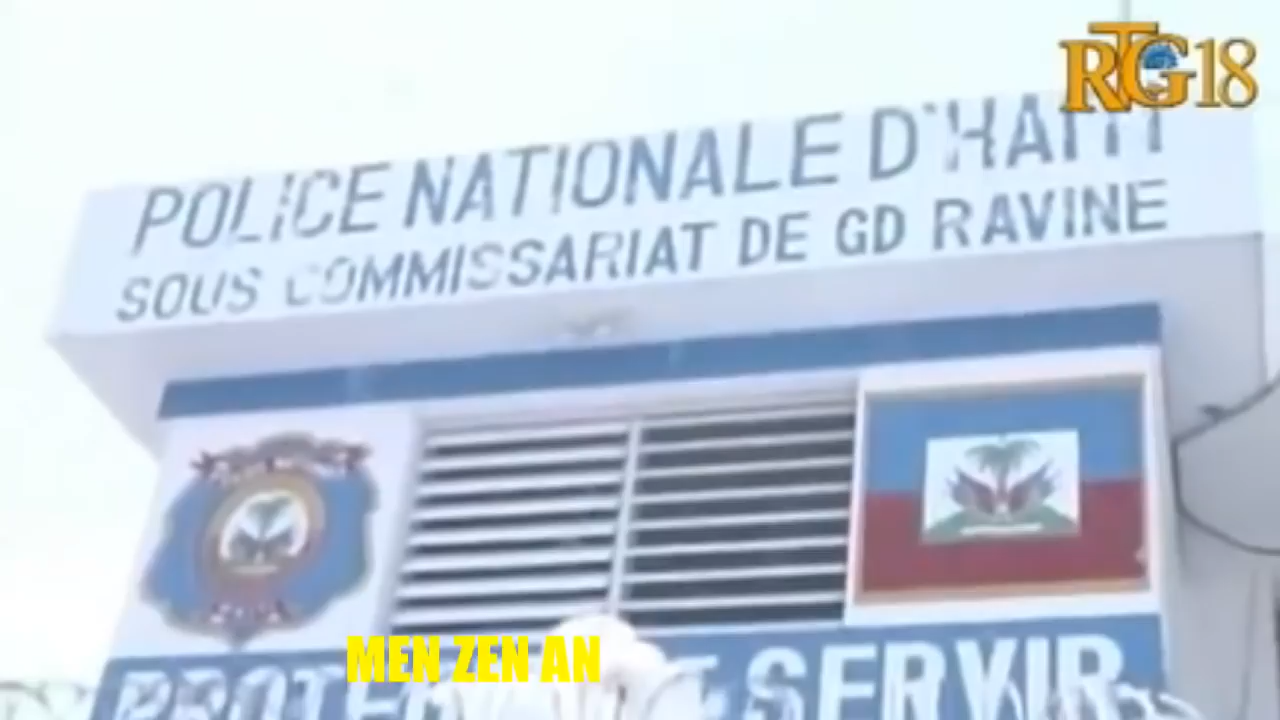 RTG18
POLICE NATIONALE D'HAITI
SOUS COMMISSARIAT DE GD RAVINE
MEN ZEN AN
SERVIR